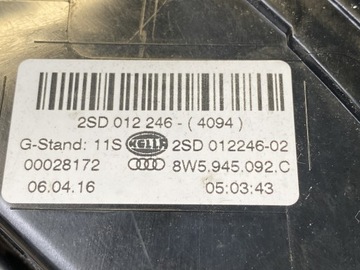 2SD 012 246 - ( 4094 )
G-Stand: 11S HELLA 2SD 012246-02
00028172 8W5.945.092.C
06.04.16 05:03:43